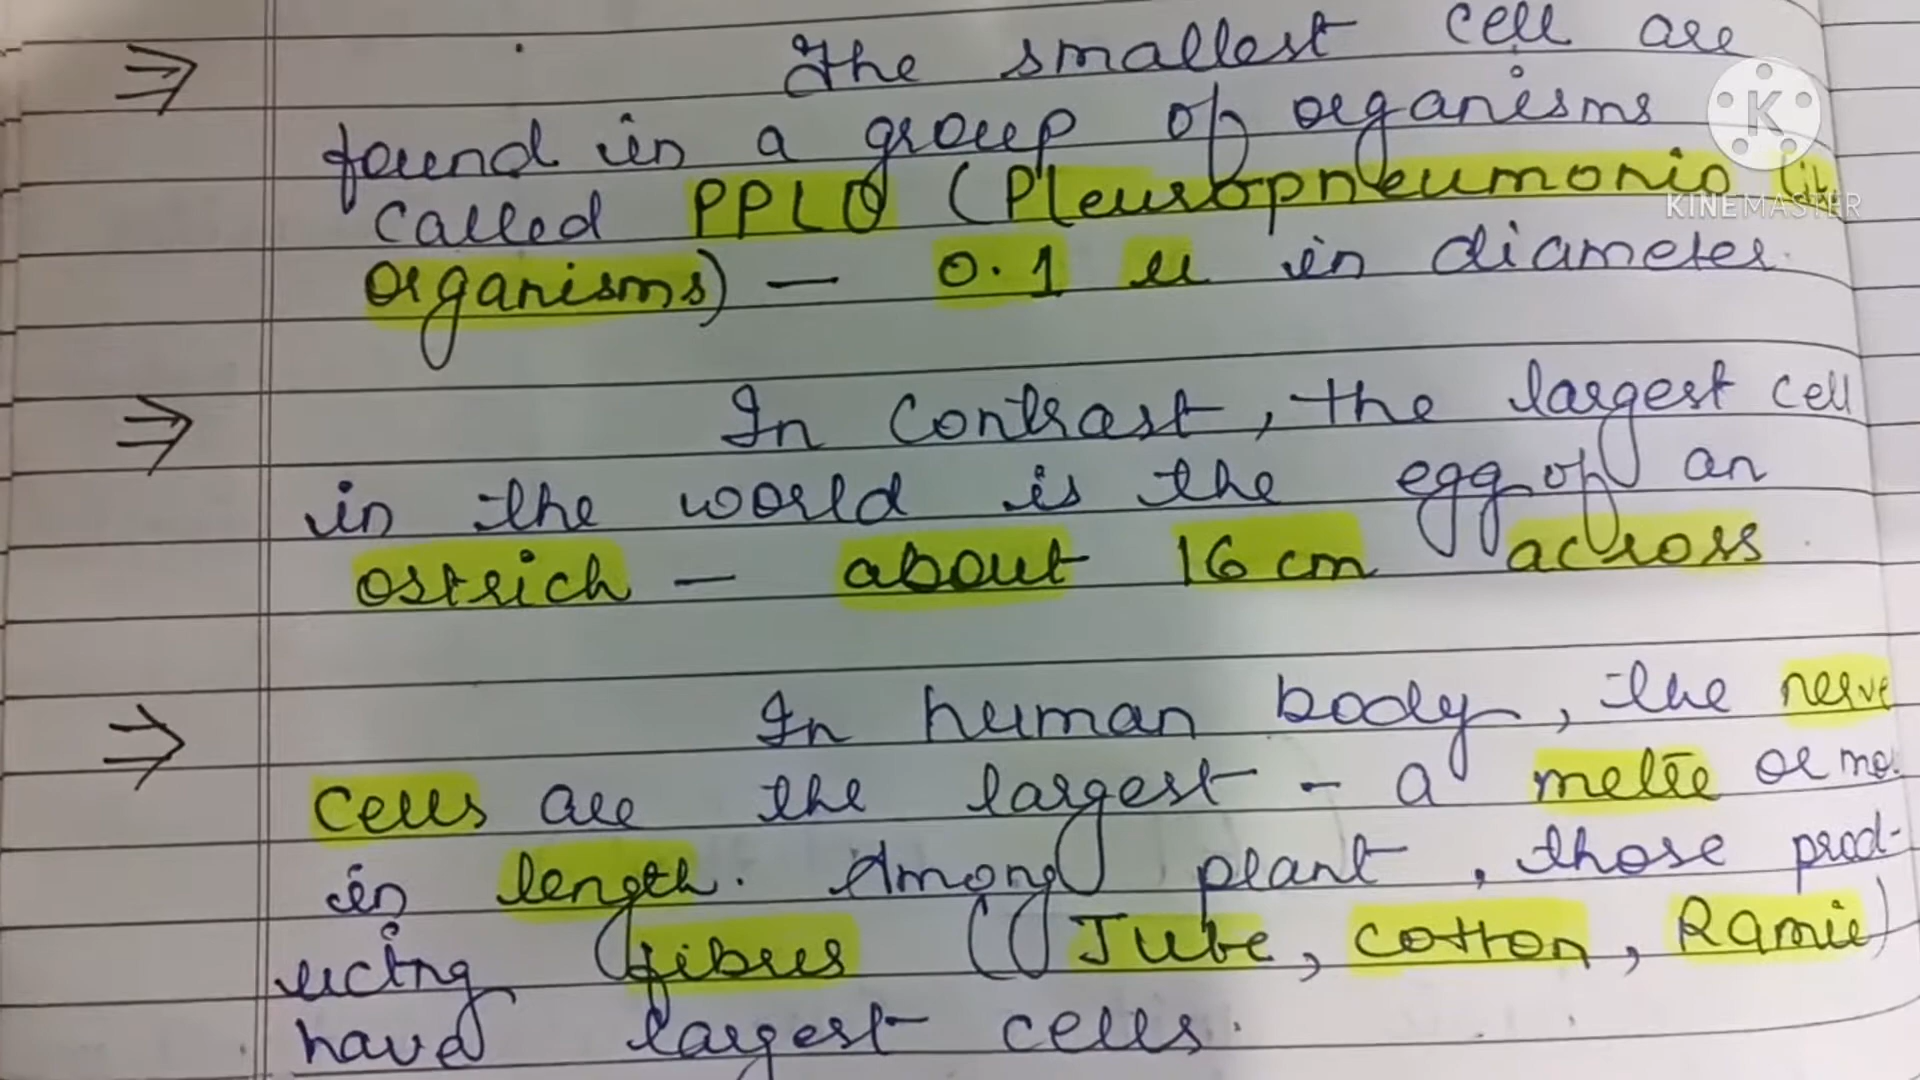 ⇒ The smallest cell are
found in a group of organisms
called PPLO (Pleuropneumonia li
organisms) — 0.1 u in diameter.
⇒ In contrast, the largest cell
in the world is the egg of an
ostrich — about 16 cm across
⇒ In human body, the nerve
cells are the largest - a metre or mo
in length. Among plant, those prod-
ucing fibres (Jute, cotton, Ramie)
have largest cells.
K
KINEMASTER